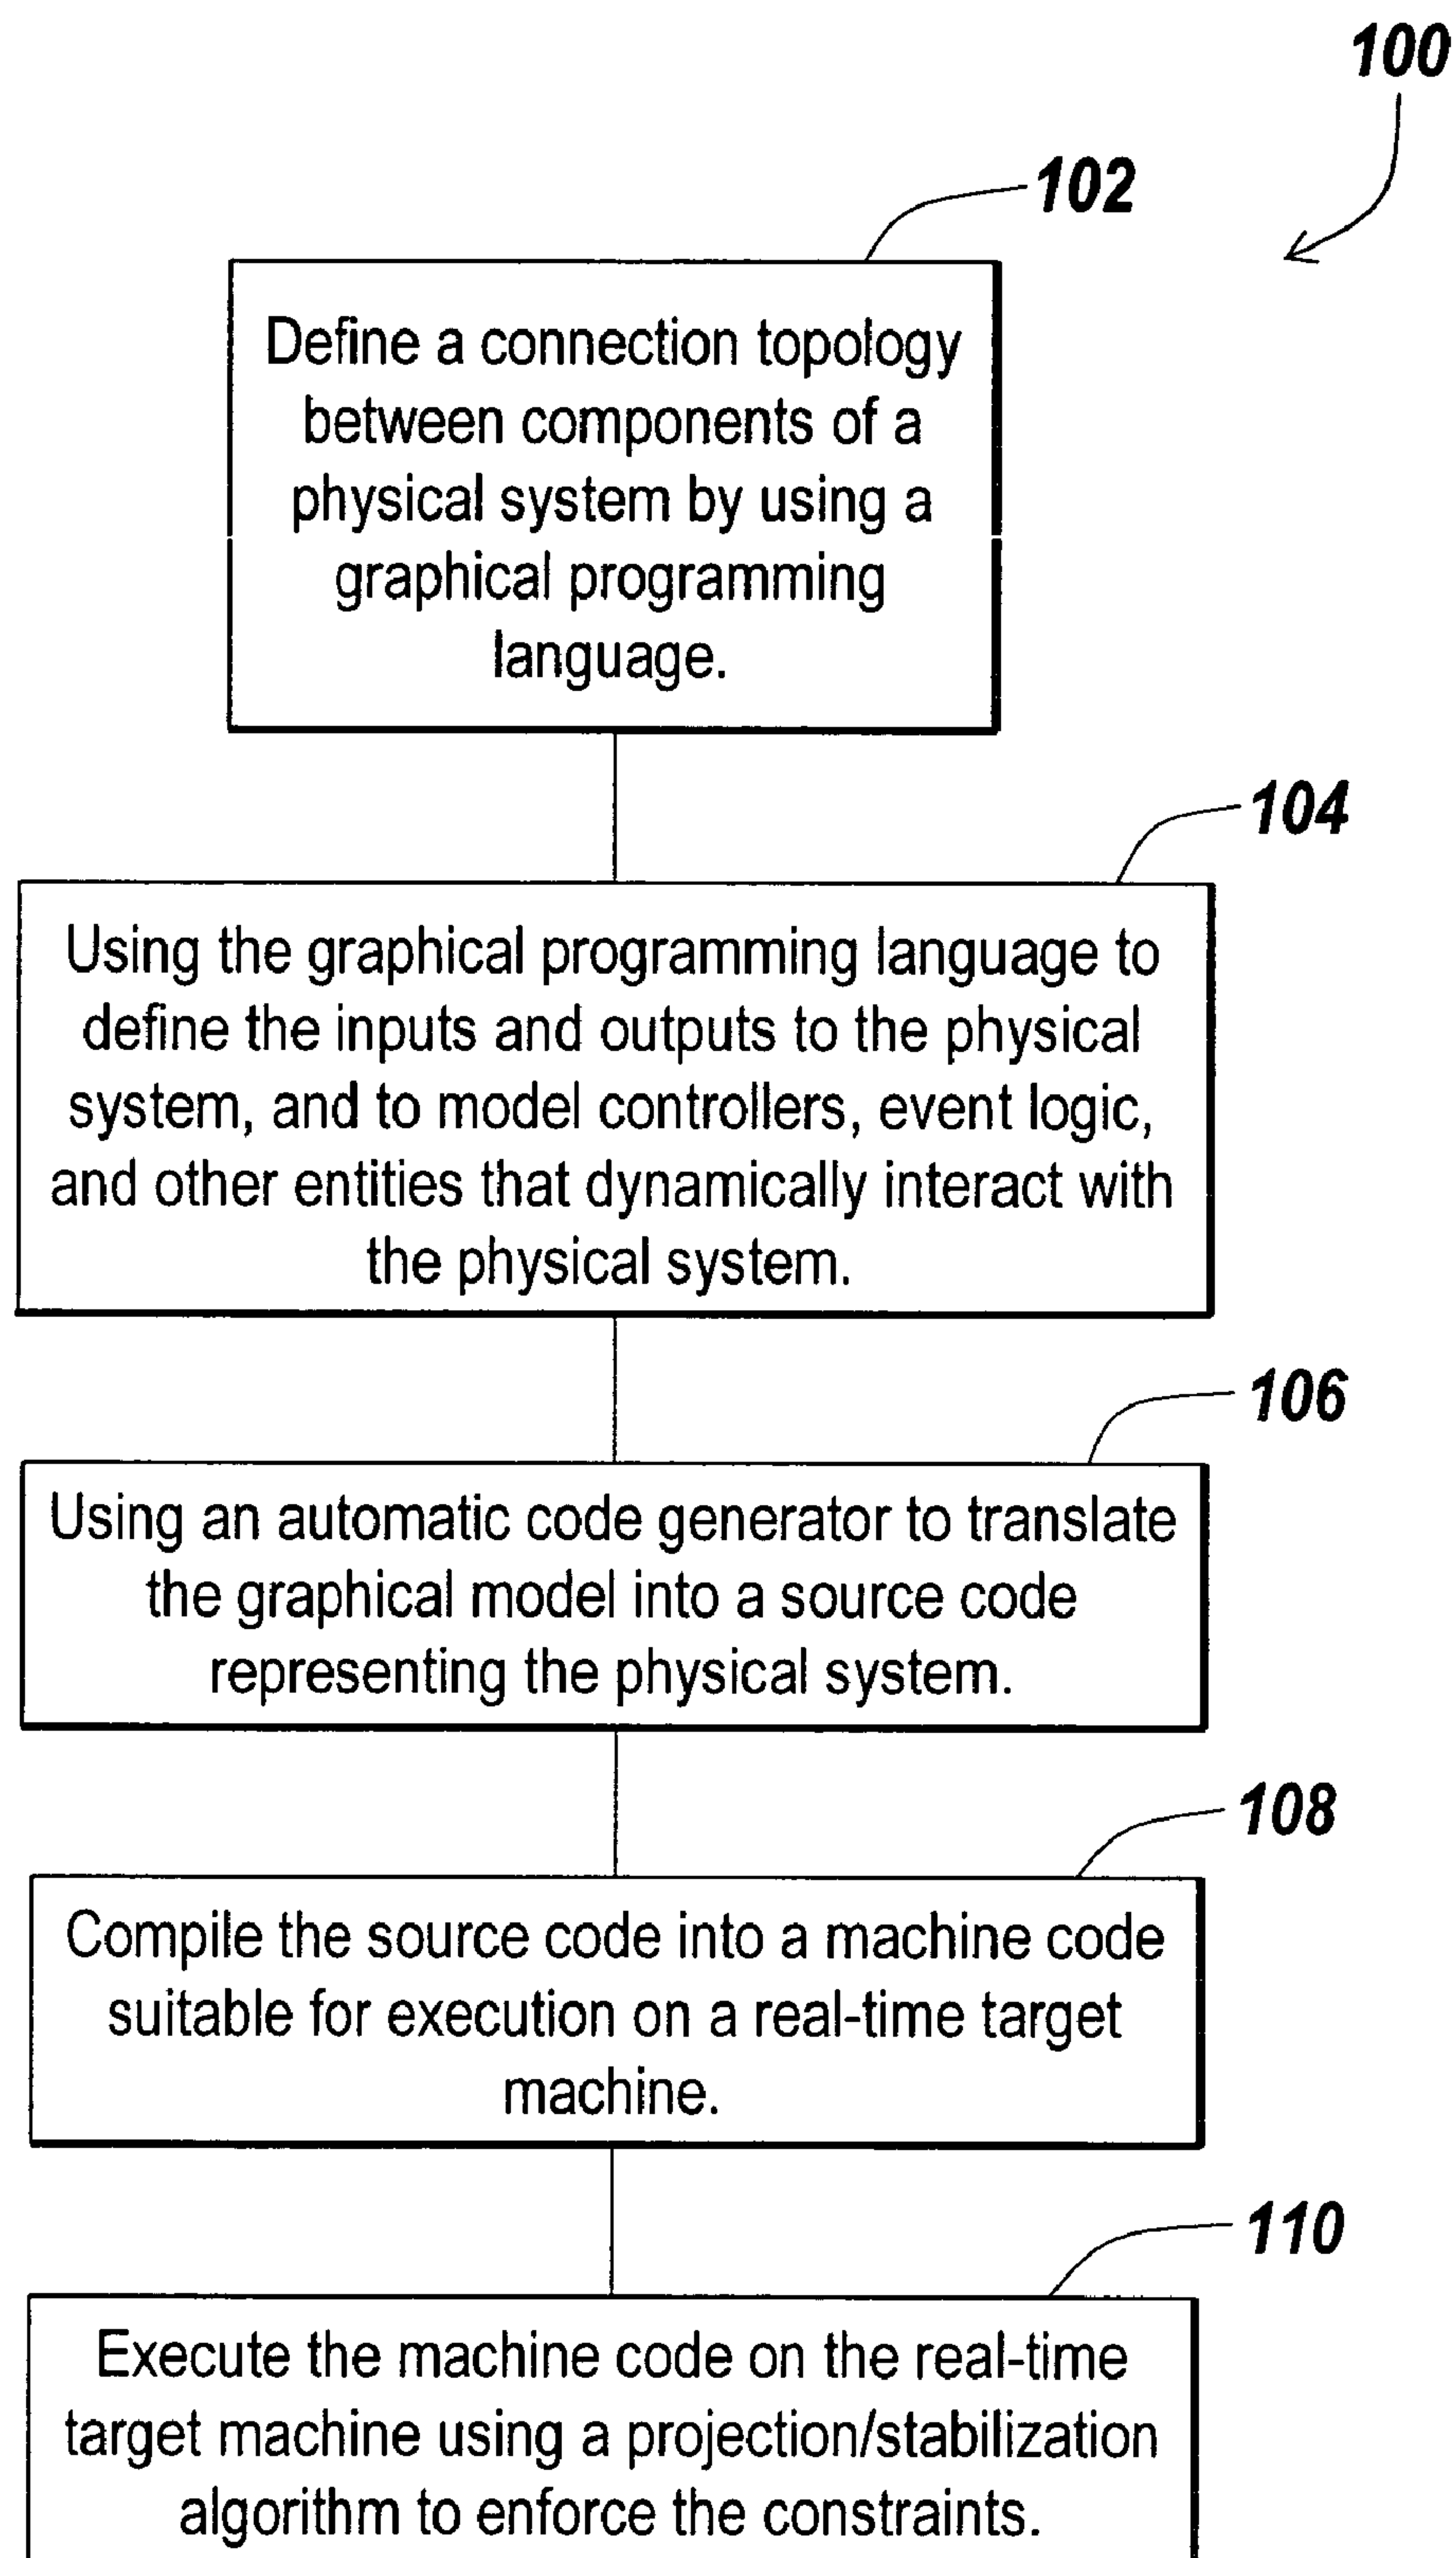 100
102
Define a connection topology
between components of a
physical system by using a
graphical programming
language.
104
Using the graphical programming language to
define the inputs and outputs to the physical
system, and to model controllers, event logic,
and other entities that dynamically interact with
the physical system.
106
Using an automatic code generator to translate
the graphical model into a source code
representing the physical system.
108
Compile the source code into a machine code
suitable for execution on a real-time target
machine.
110
Execute the machine code on the real-time
target machine using a projection/stabilization
algorithm to enforce the constraints.